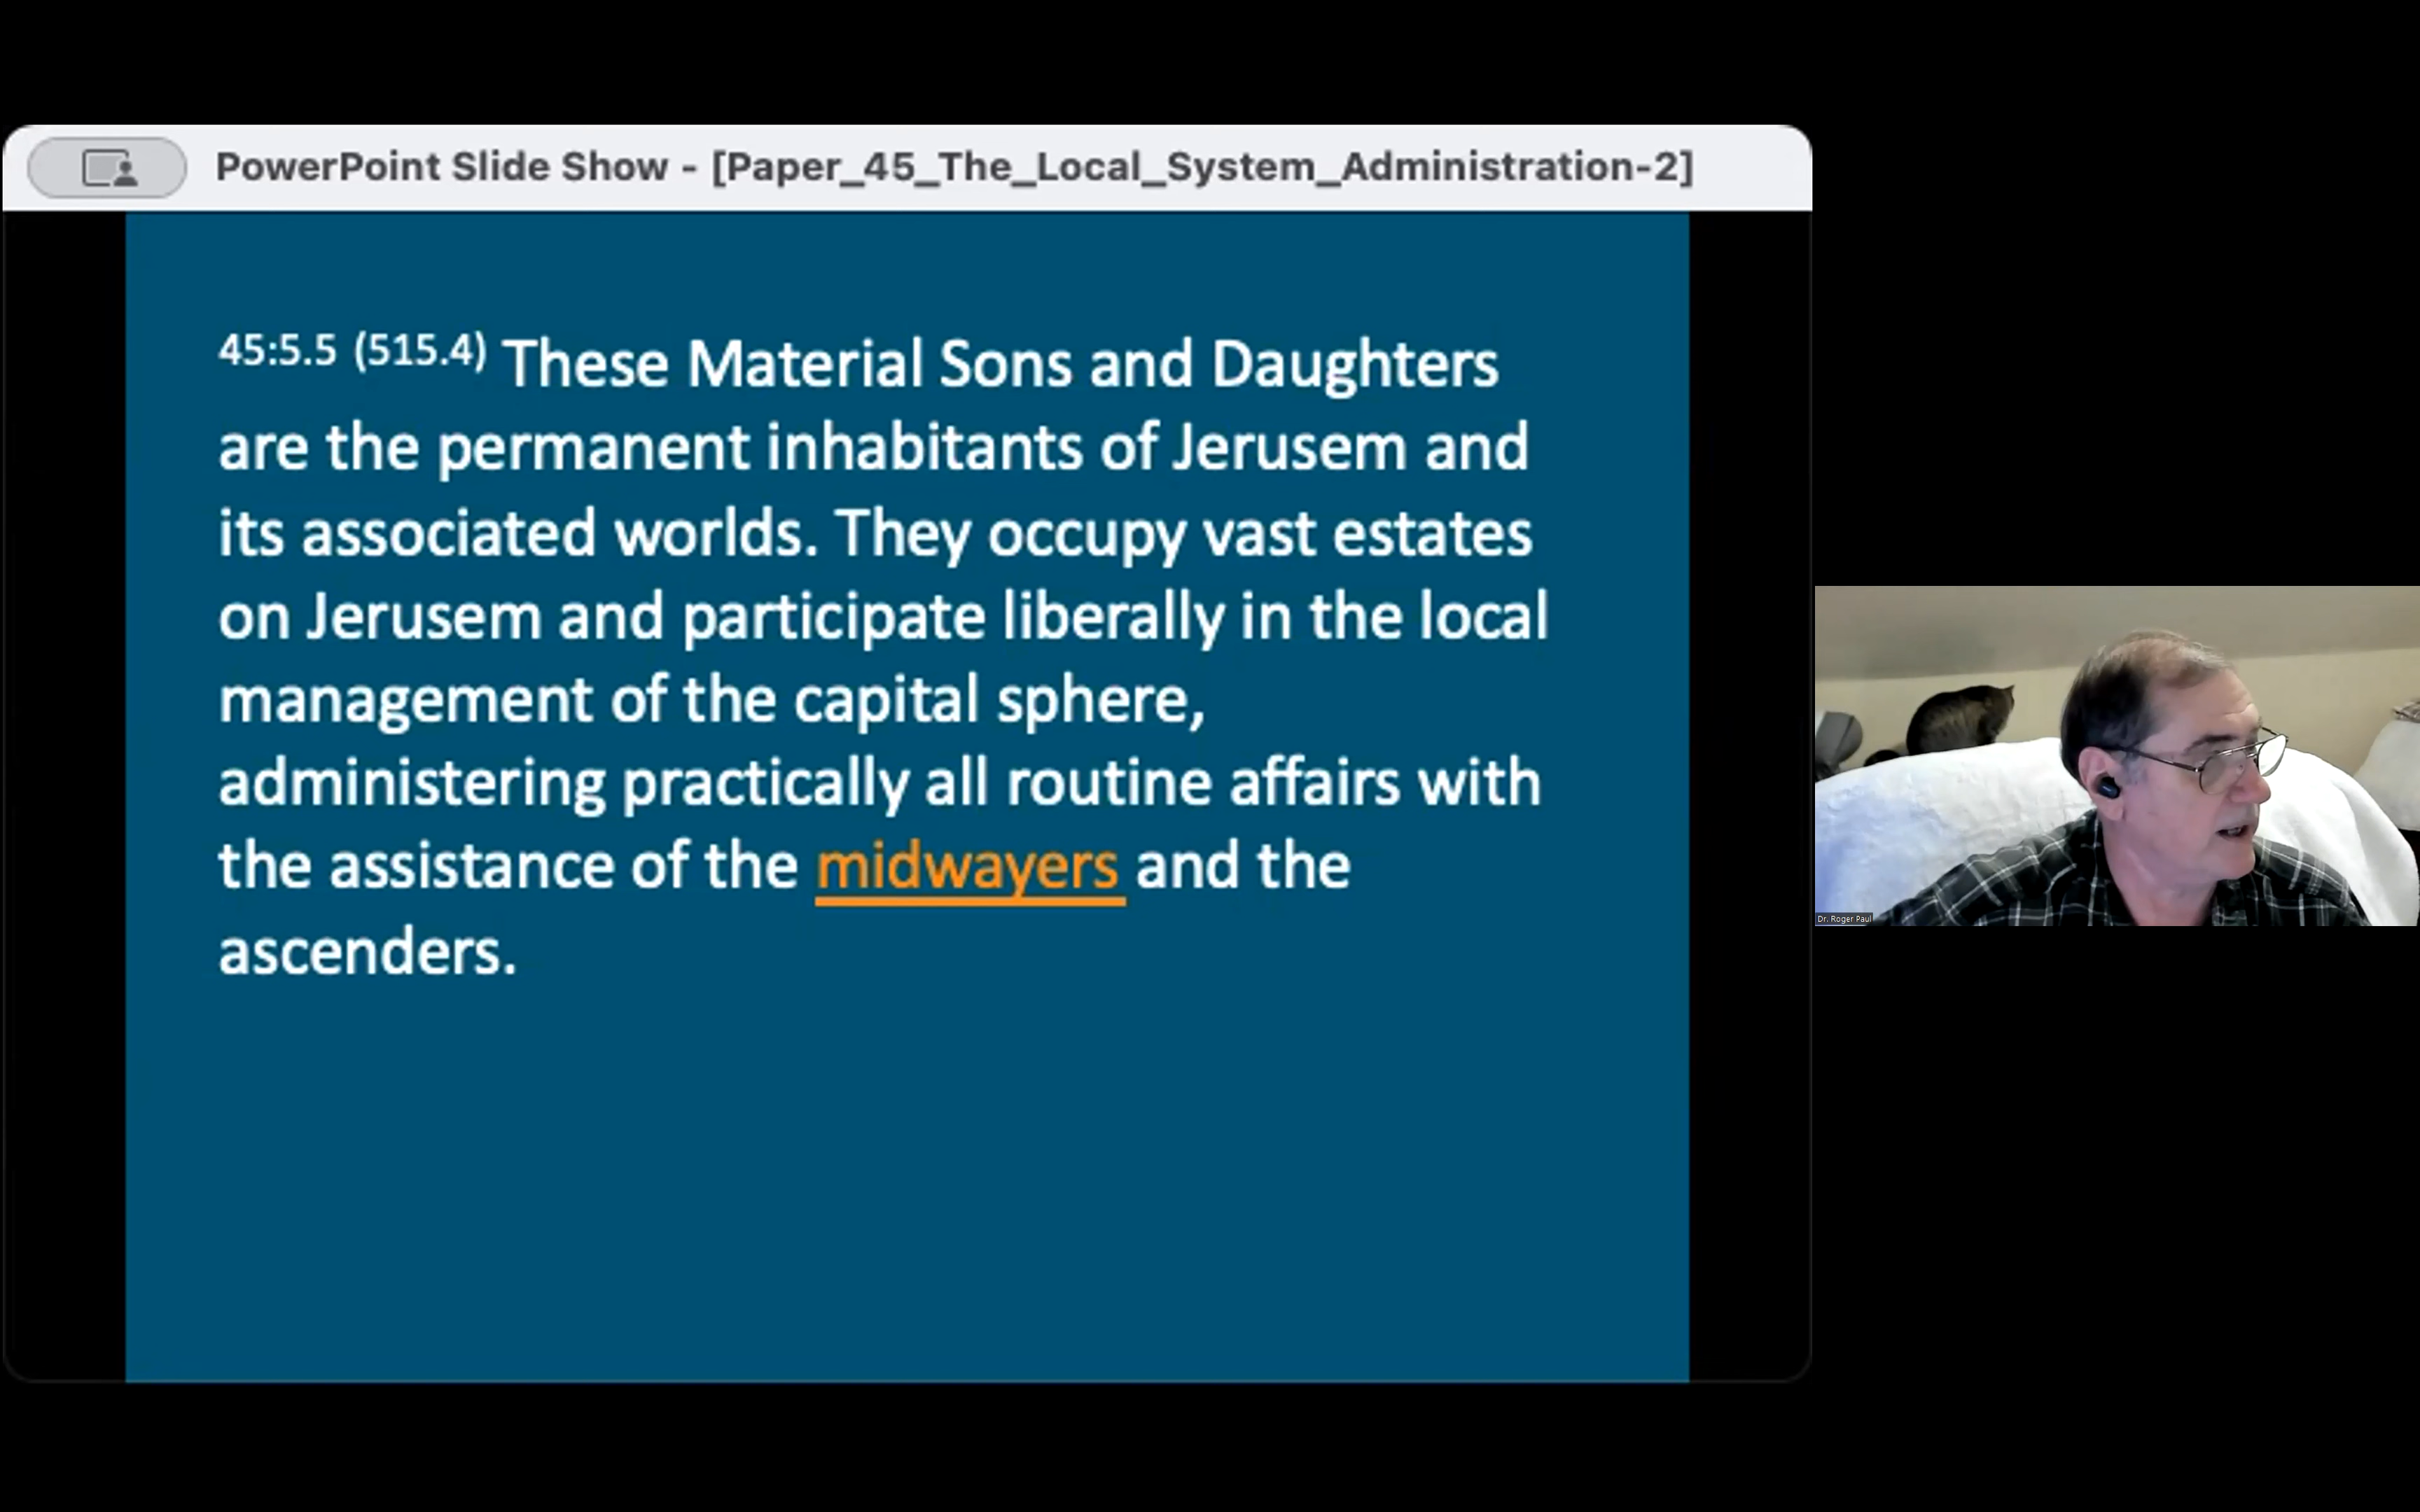 PowerPoint Slide Show - [Paper_45_The_Local_System_Administration-2]
45:5.5 (515.4) These Material Sons and Daughters
are the permanent inhabitants of Jerusem and
its associated worlds. They occupy vast estates
on Jerusem and participate liberally in the local
management of the capital sphere,
administering practically all routine affairs with
the assistance of the midwayers and the
ascenders.
Dr. Roger Paul